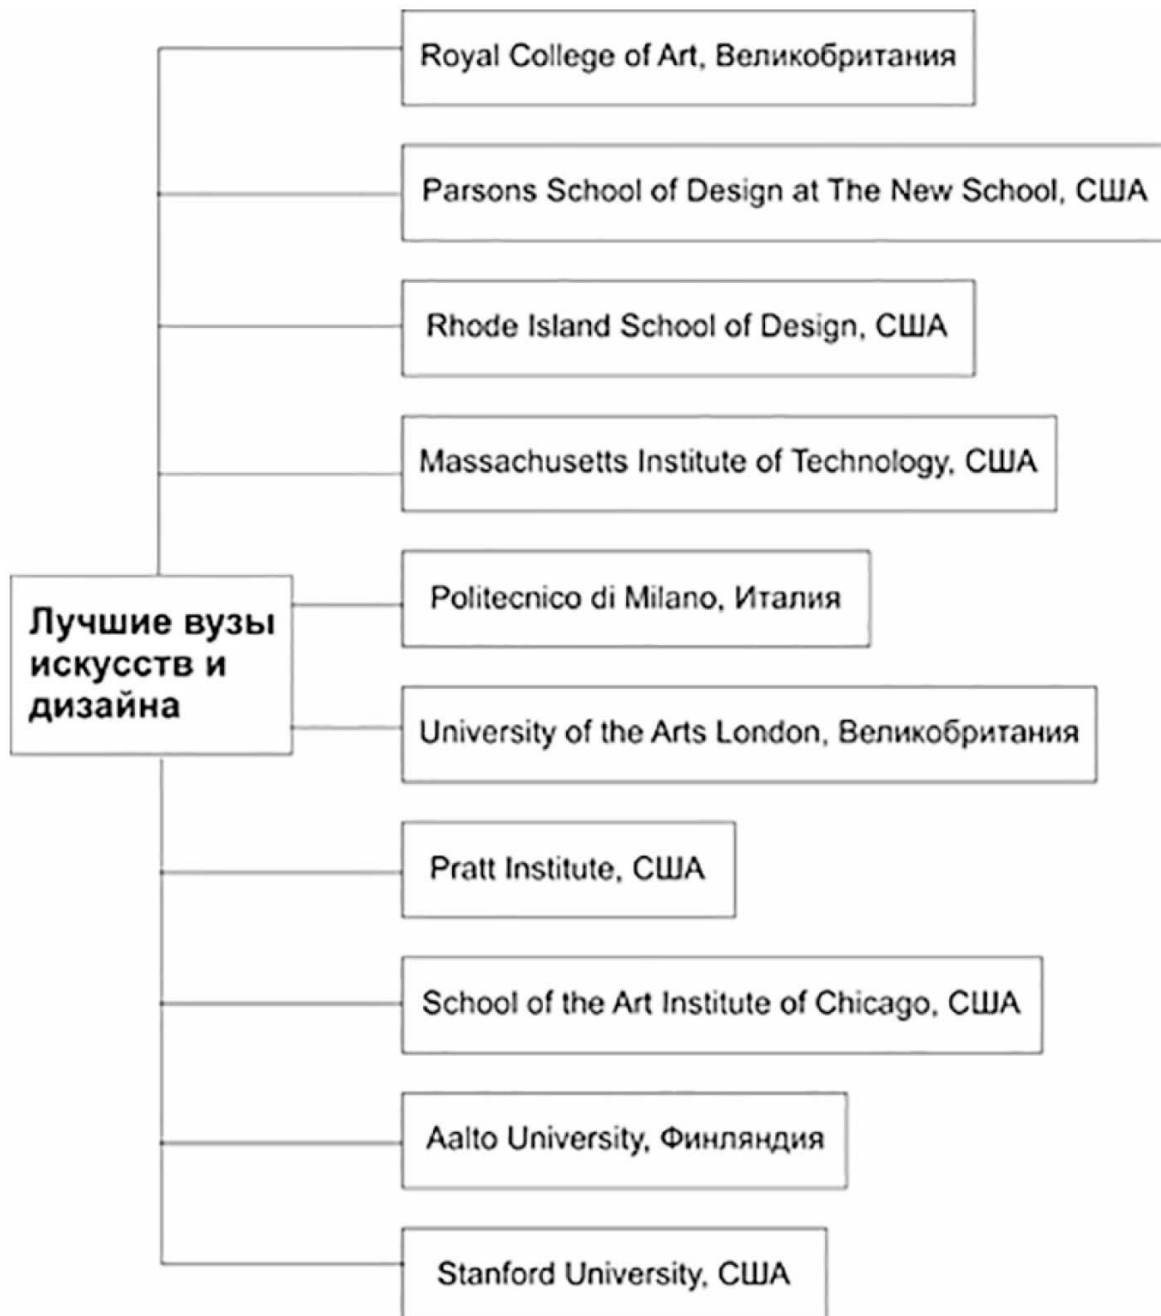 Royal College of Art, Великобритания
Parsons School of Design at The New School, США
Rhode Island School of Design, США
Massachusetts Institute of Technology, США
Politecnico di Milano, Италия
Лучшие вузы
искусств и
дизайна
University of the Arts London, Великобритания
Pratt Institute, США
School of the Art Institute of Chicago, США
Aalto University, Финляндия
Stanford University, США